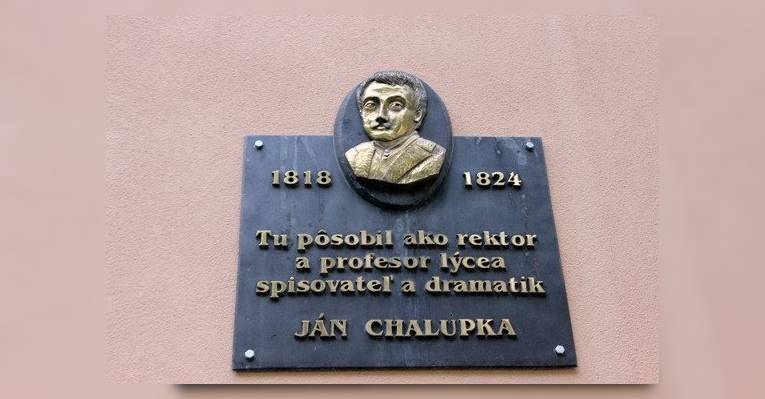 1818 1824
Tu pôsobil ako rektor
a profesor lýcea
spisovateľ a dramatik
JÁN CHALUPKA